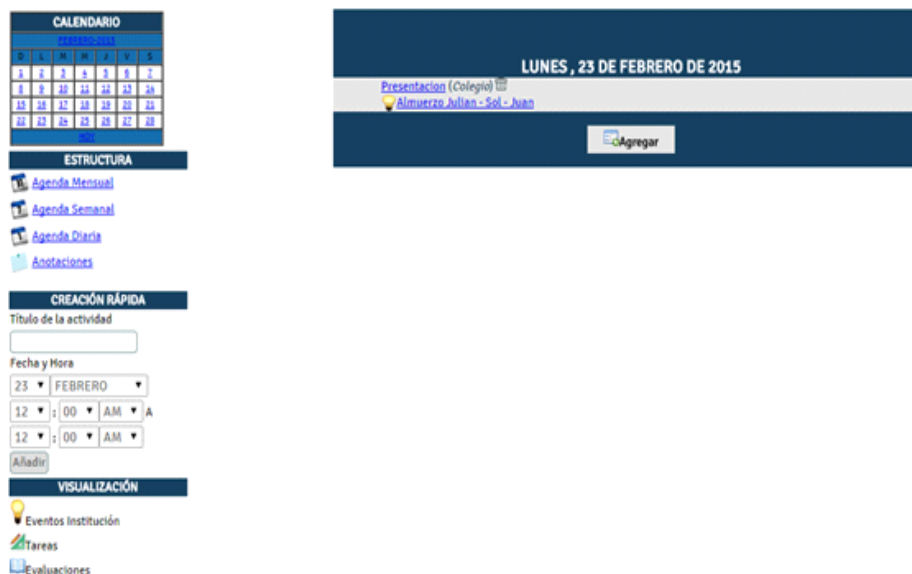 CALENDARIO
FEBRERO-2015
D L M M J V S
1 2 3 4 5 6 7
8 9 10 11 12 13 14
15 16 17 18 19 20 21
22 23 24 25 26 27 28
HOY
ESTRUCTURA
Agenda Mensual
Agenda Semanal
Agenda Diaria
Anotaciones
CREACIÓN RÁPIDA
Título de la actividad
Fecha y Hora
23 FEBRERO
12 : 00 AM A
12 : 00 AM
Añadir
VISUALIZACIÓN
Eventos Institución
Tareas
Evaluaciones
LUNES , 23 DE FEBRERO DE 2015
Presentacion (Colegio)
Almuerzo Julian - Sol - Juan
Agregar